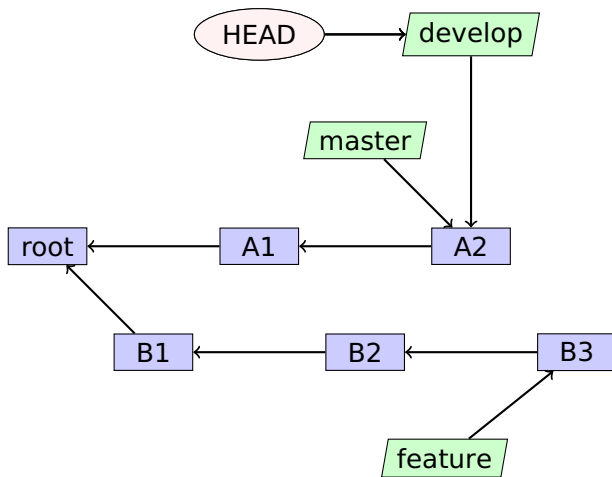 HEAD
develop
master
root
A1
A2
B1
B2
B3
feature